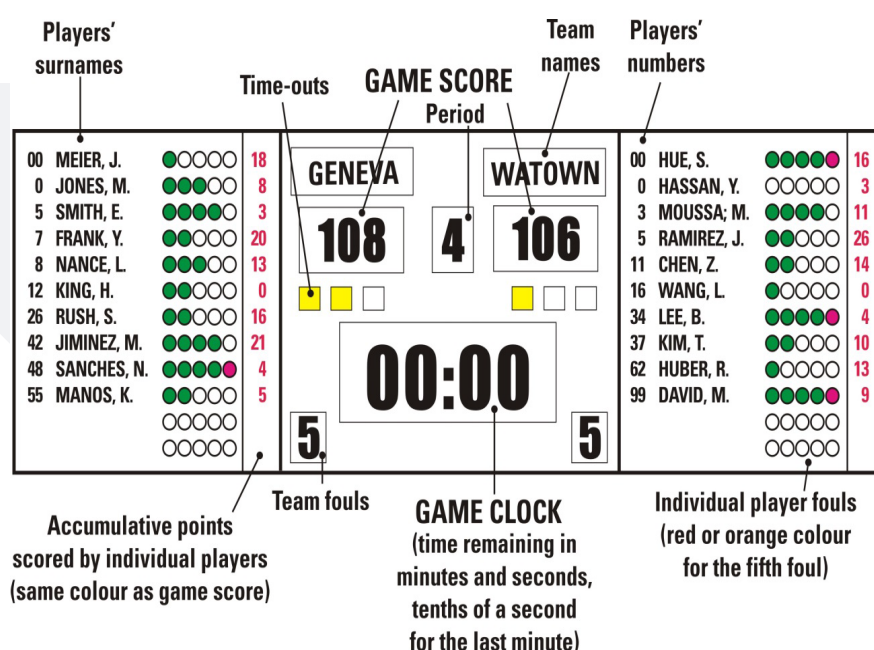 Players'
surnames
Time-outs
GAME SCORE
Period
Team
names
Players'
numbers
00 MEIER, J. 18
0 JONES, M. 8
5 SMITH, E. 3
7 FRANK, Y. 20
8 NANCE, L. 13
12 KING, H. 0
26 RUSH, S. 16
42 JIMINEZ, M. 21
48 SANCHES, N. 4
55 MANOS, K. 5
GENEVA
WATOWN
108
4
106
00:00
5
5
00 HUE, S. 16
0 HASSAN, Y. 3
3 MOUSSA; M. 11
5 RAMIREZ, J. 26
11 CHEN, Z. 14
16 WANG, L. 0
34 LEE, B. 4
37 KIM, T. 10
62 HUBER, R. 13
99 DAVID, M. 9
Accumulative points
scored by individual players
(same colour as game score)
Team fouls
GAME CLOCK
(time remaining in
minutes and seconds,
tenths of a second
for the last minute)
Individual player fouls
(red or orange colour
for the fifth foul)